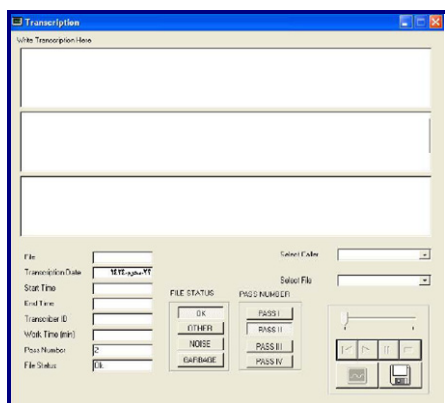 Transcription
Write Transcription Here
File
Transcription Date
Start Time
End Time
Transcriber ID
Work Time (min)
Pass Number 2
File Status Ok
FILE STATUS
OK
OTHER
NOISE
GARBAGE
PASS NUMBER
PASS I
PASS II
PASS III
PASS IV
Select Caller
Select File